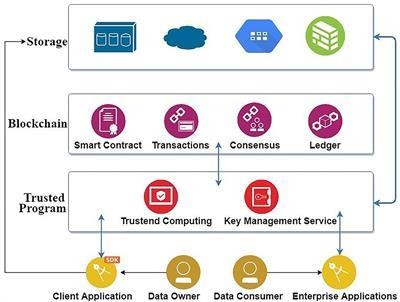 Storage
Blockchain
Smart Contract Transactions Consensus Ledger
Trusted
Program
Trustend Computing Key Management Service
SDK
Client Application Data Owner Data Consumer Enterprise Applications